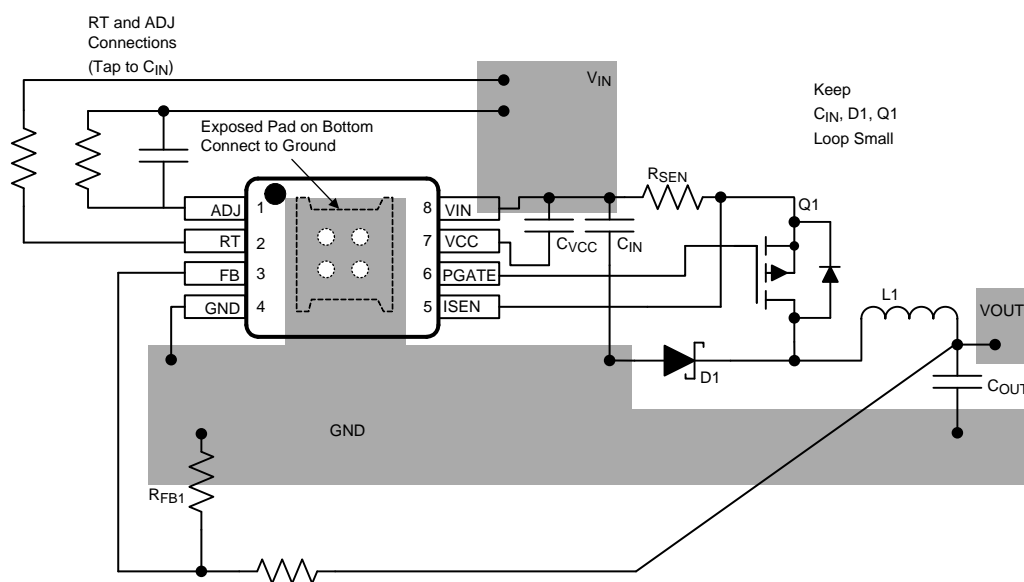 RT and ADJ
Connections
(Tap to CIN)
VIN
Keep
CIN, D1, Q1
Loop Small
Exposed Pad on Bottom
Connect to Ground
RSEN
Q1
ADJ 1
8 VIN
RT 2
7 VCC
CVCC
CIN
FB 3
6 PGATE
GND 4
5 ISEN
L1
VOUT
D1
COUT
GND
RFB1